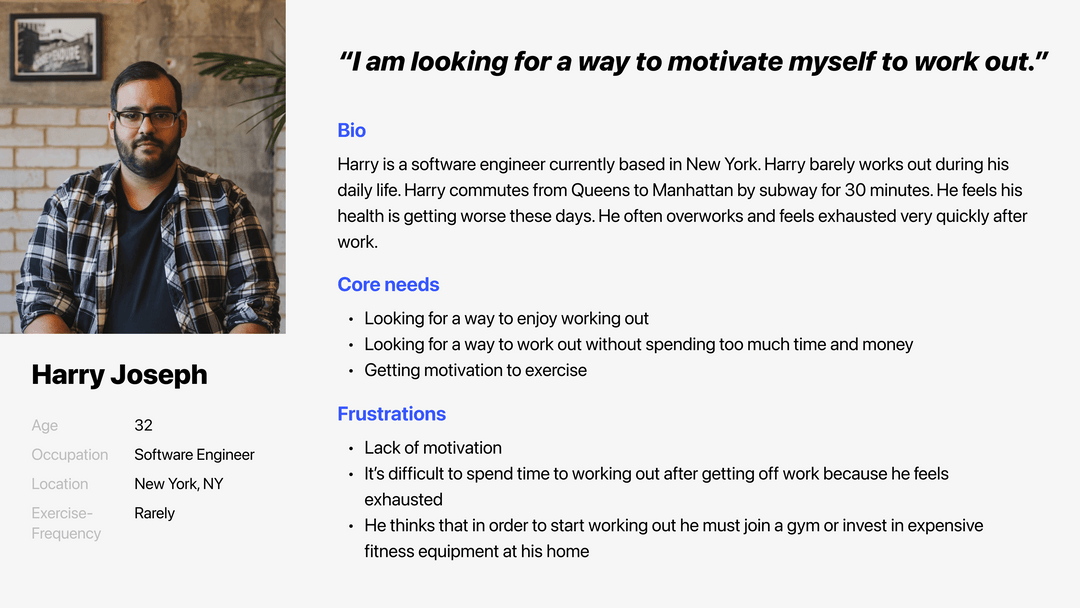 “I am looking for a way to motivate myself to work out.”
Bio
Harry is a software engineer currently based in New York. Harry barely works out during his
daily life. Harry commutes from Queens to Manhattan by subway for 30 minutes. He feels his
health is getting worse these days. He often overworks and feels exhausted very quickly after
work.
Core needs
• Looking for a way to enjoy working out
• Looking for a way to work out without spending too much time and money
• Getting motivation to exercise
Frustrations
• Lack of motivation
• It’s difficult to spend time to working out after getting off work because he feels
exhausted
• He thinks that in order to start working out he must join a gym or invest in expensive
fitness equipment at his home
Harry Joseph
Age 32
Occupation Software Engineer
Location New York, NY
Exercise- Rarely
Frequency